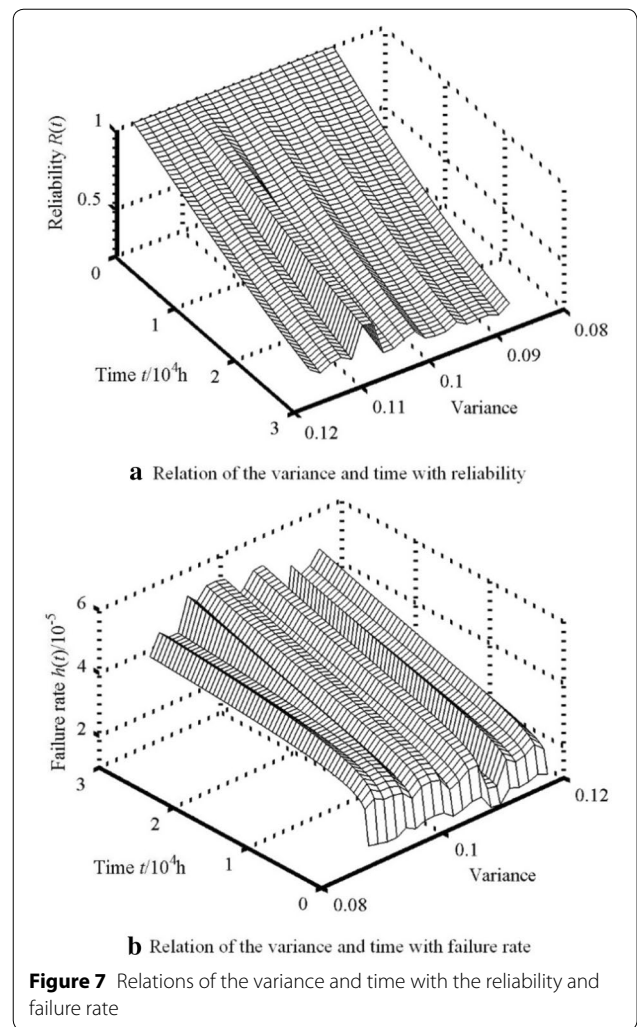 1
0.5
0
Reliability R(t)
1
2
3
Time t/10⁴h
0.12
0.11
0.1
0.09
0.08
Variance
a Relation of the variance and time with reliability
6
4
2
Failure rate h(t)/10⁻⁵
3
2
1
0
Time t/10⁴h
0.08
0.1
0.12
Variance
b Relation of the variance and time with failure rate
Figure 7 Relations of the variance and time with the reliability and
failure rate